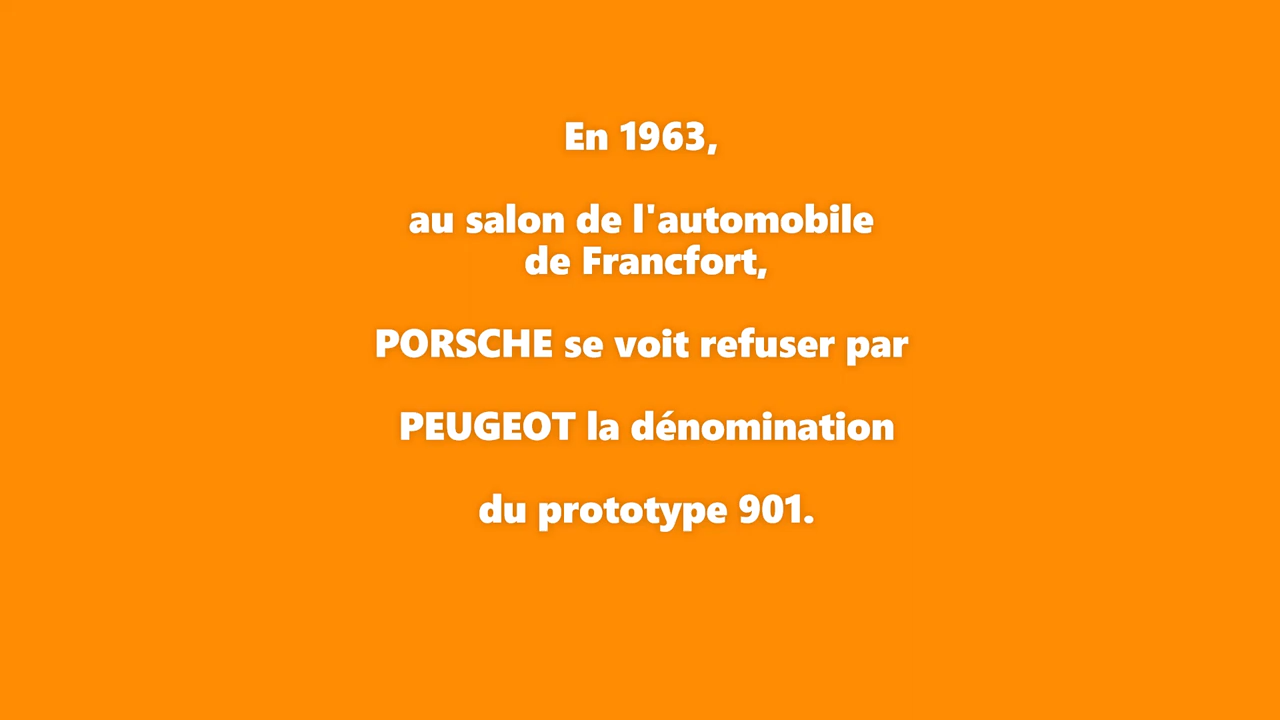 En 1963,
au salon de l'automobile
de Francfort,
PORSCHE se voit refuser par
PEUGEOT la dénomination
du prototype 901.